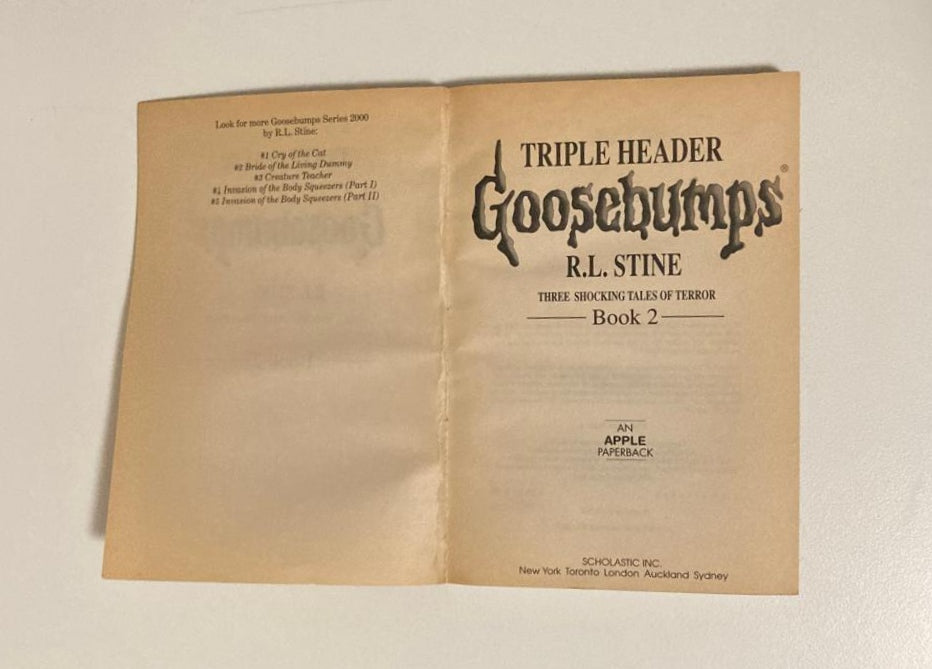 Look for more Goosebumps Series 2000
by R.L. Stine:
#1 Cry of the Cat
#2 Bride of the Living Dummy
#3 Creature Teacher
#4 Invasion of the Body Squeezers (Part I)
#5 Invasion of the Body Squeezers (Part II)
TRIPLE HEADER
Goosebumps®
R.L. STINE
THREE SHOCKING TALES OF TERROR
Book 2
AN
APPLE
PAPERBACK
SCHOLASTIC INC.
New York Toronto London Auckland Sydney